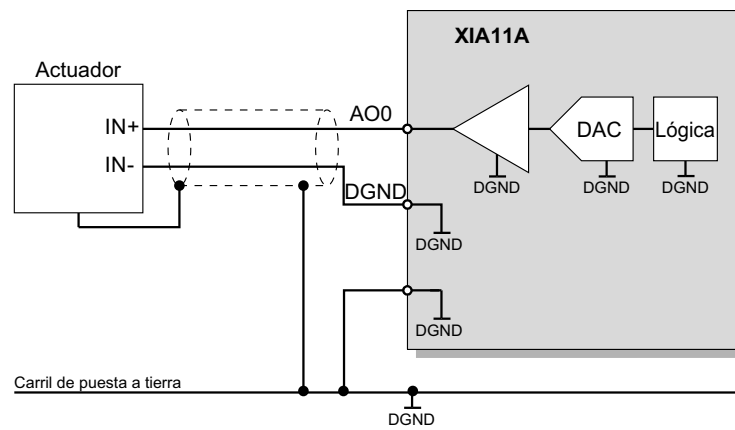 XIA11A
Actuador
AO0
IN+
DAC
Lógica
IN-
DGND
DGND
DGND
DGND
DGND
DGND
Carril de puesta a tierra
DGND